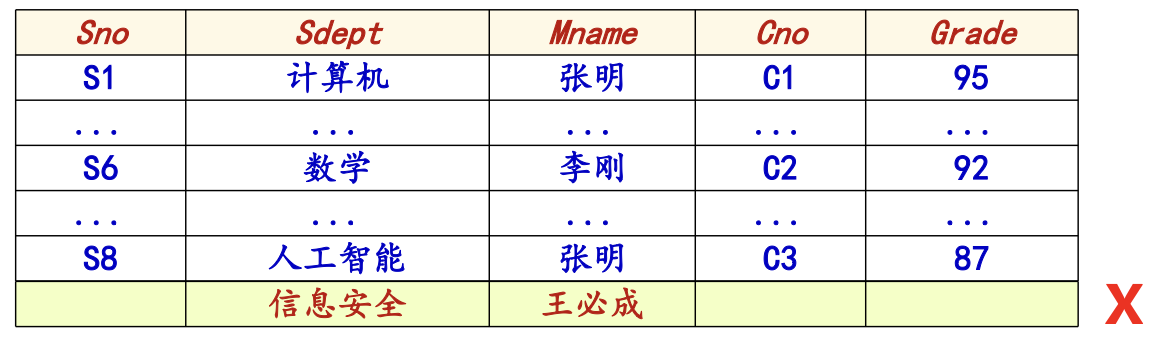 Sno Sdept Mname Cno Grade
S1 计算机 张明 C1 95
... ... ... ... ...
S6 数学 李刚 C2 92
... ... ... ... ...
S8 人工智能 张明 C3 87
信息安全 王必成
X